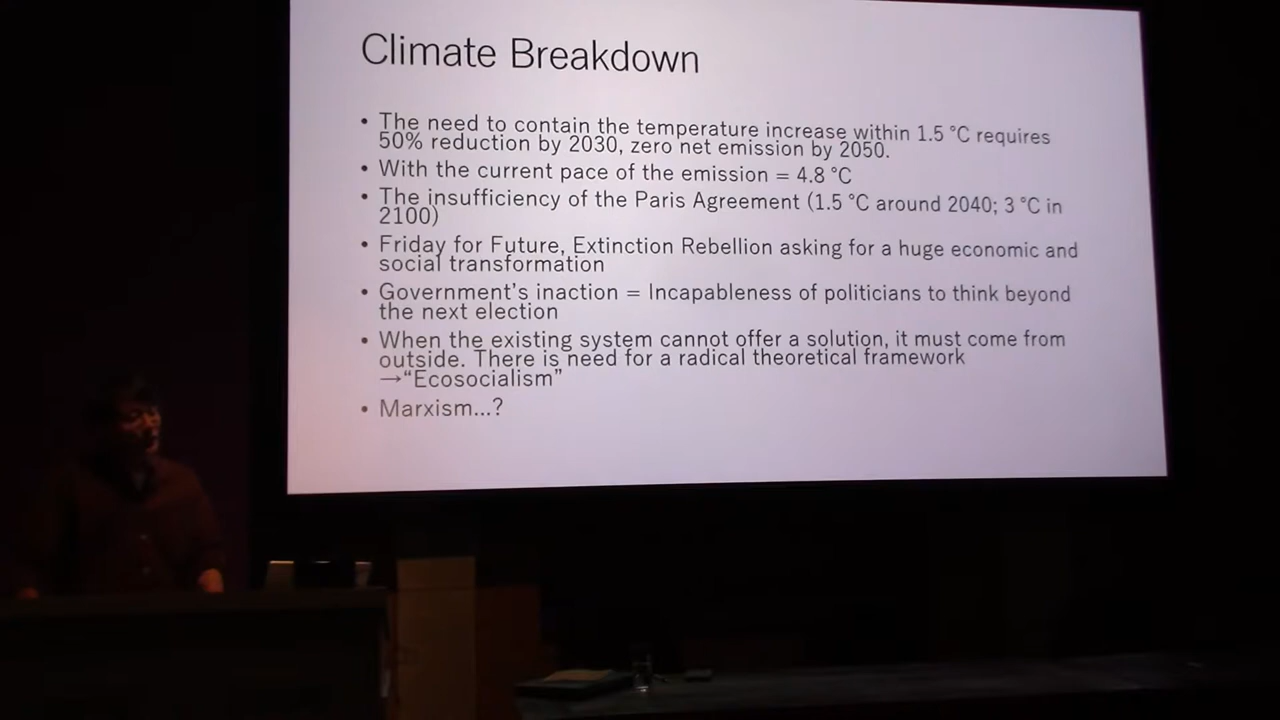 Climate Breakdown
• The need to contain the temperature increase within 1.5 °C requires
50% reduction by 2030, zero net emission by 2050.
• With the current pace of the emission = 4.8 °C
• The insufficiency of the Paris Agreement (1.5 °C around 2040; 3 °C in
2100)
• Friday for Future, Extinction Rebellion asking for a huge economic and
social transformation
• Government's inaction = Incapableness of politicians to think beyond
the next election
• When the existing system cannot offer a solution, it must come from
outside. There is need for a radical theoretical framework
→“Ecosocialism”
• Marxism...?